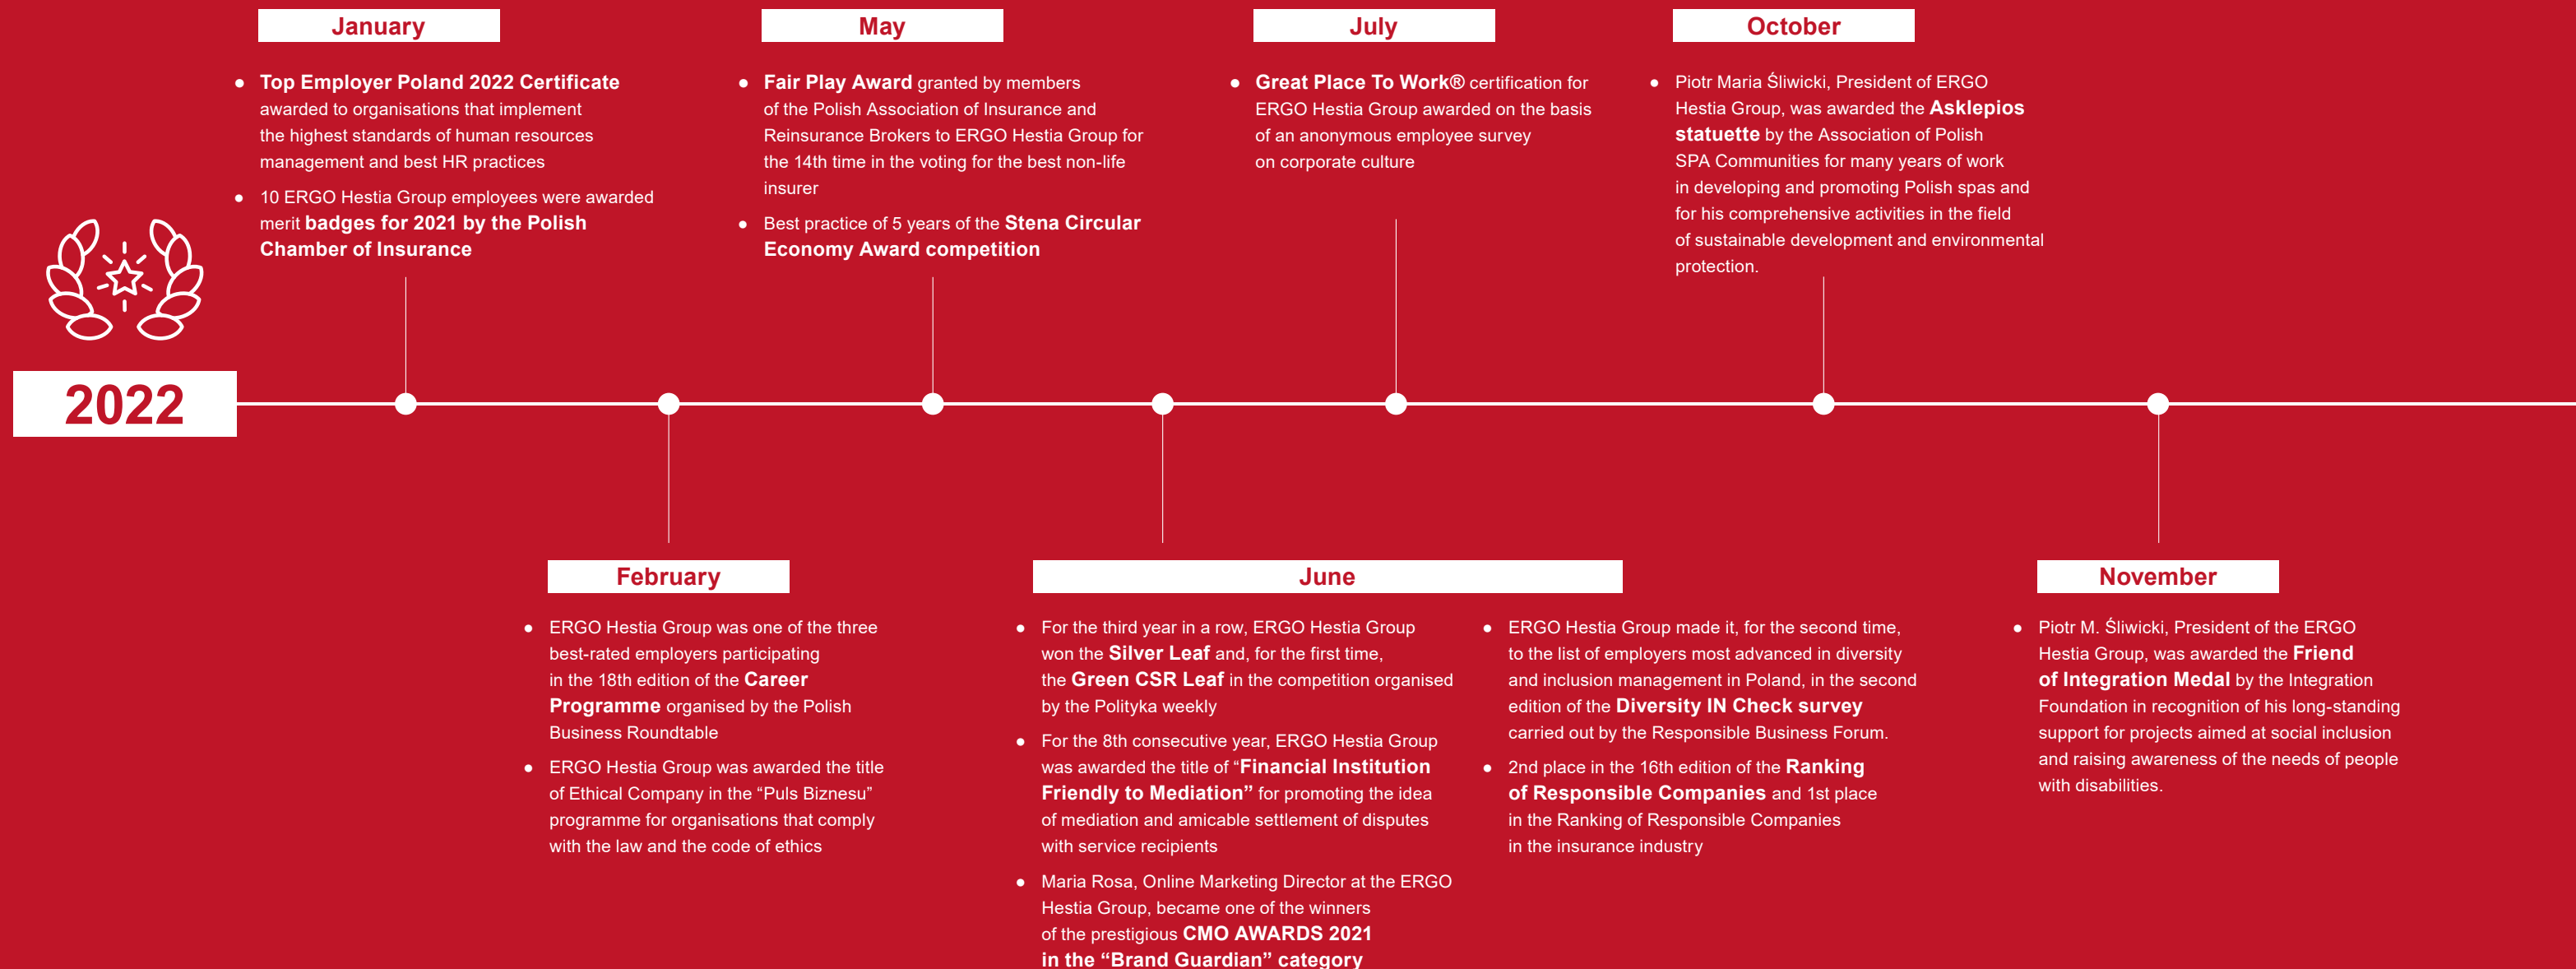 January
● Top Employer Poland 2022 Certificate
awarded to organisations that implement
the highest standards of human resources
management and best HR practices
● 10 ERGO Hestia Group employees were awarded
merit badges for 2021 by the Polish
Chamber of Insurance
May
● Fair Play Award granted by members
of the Polish Association of Insurance and
Reinsurance Brokers to ERGO Hestia Group for
the 14th time in the voting for the best non-life
insurer
● Best practice of 5 years of the Stena Circular
Economy Award competition
July
● Great Place To Work® certification for
ERGO Hestia Group awarded on the basis
of an anonymous employee survey
on corporate culture
October
● Piotr Maria Śliwicki, President of ERGO
Hestia Group, was awarded the Asklepios
statuette by the Association of Polish
SPA Communities for many years of work
in developing and promoting Polish spas and
for his comprehensive activities in the field
of sustainable development and environmental
protection.
2022
February
● ERGO Hestia Group was one of the three
best-rated employers participating
in the 18th edition of the Career
Programme organised by the Polish
Business Roundtable
● ERGO Hestia Group was awarded the title
of Ethical Company in the “Puls Biznesu”
programme for organisations that comply
with the law and the code of ethics
June
● For the third year in a row, ERGO Hestia Group
won the Silver Leaf and, for the first time,
the Green CSR Leaf in the competition organised
by the Polityka weekly
● For the 8th consecutive year, ERGO Hestia Group
was awarded the title of “Financial Institution
Friendly to Mediation” for promoting the idea
of mediation and amicable settlement of disputes
with service recipients
● Maria Rosa, Online Marketing Director at the ERGO
Hestia Group, became one of the winners
of the prestigious CMO AWARDS 2021
in the “Brand Guardian” category
● ERGO Hestia Group made it, for the second time,
to the list of employers most advanced in diversity
and inclusion management in Poland, in the second
edition of the Diversity IN Check survey
carried out by the Responsible Business Forum.
● 2nd place in the 16th edition of the Ranking
of Responsible Companies and 1st place
in the Ranking of Responsible Companies
in the insurance industry
November
● Piotr M. Śliwicki, President of the ERGO
Hestia Group, was awarded the Friend
of Integration Medal by the Integration
Foundation in recognition of his long-standing
support for projects aimed at social inclusion
and raising awareness of the needs of people
with disabilities.